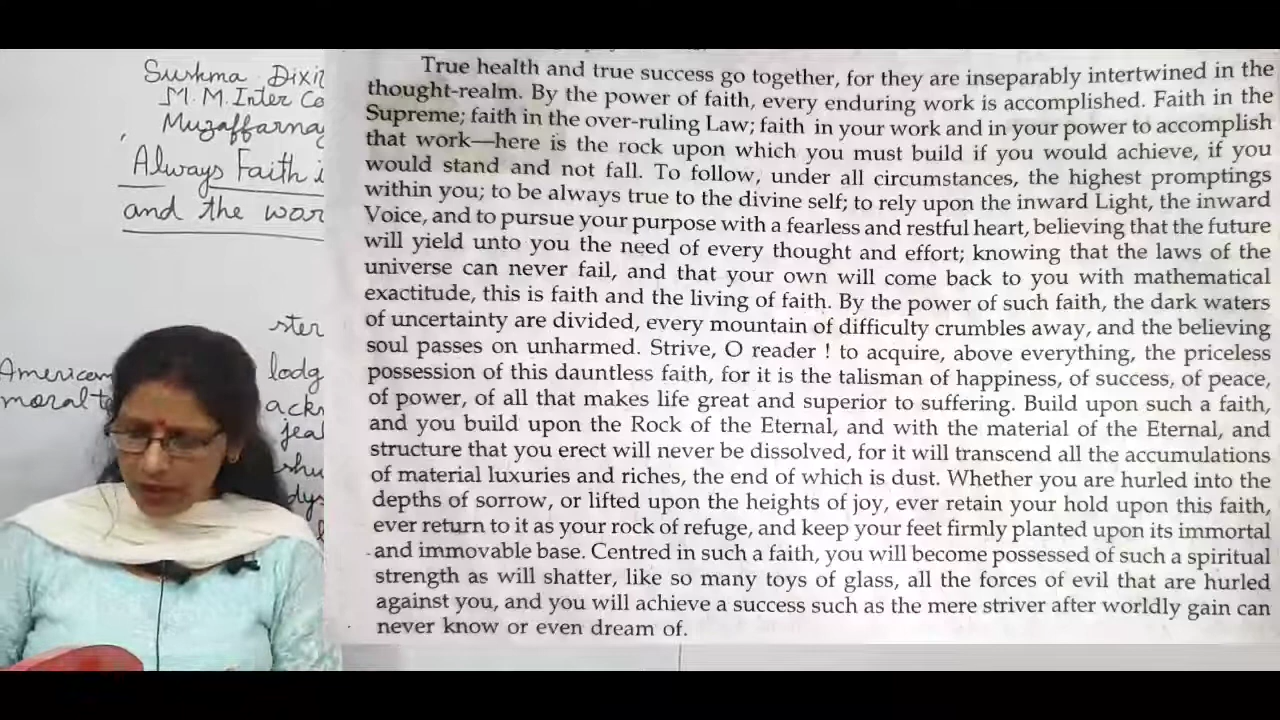 Sushma Dixit
M.M.Inter Co
Muzaffarnag
Always Faith i
and the wor
ster
American
lodg
moral
ackn
jeal
shu
dys
True health and true success go together, for they are inseparably intertwined in the
thought-realm. By the power of faith, every enduring work is accomplished. Faith in the
Supreme; faith in the over-ruling Law; faith in your work and in your power to accomplish
that work—here is the rock upon which you must build if you would achieve, if you
would stand and not fall. To follow, under all circumstances, the highest promptings
within you; to be always true to the divine self; to rely upon the inward Light, the inward
Voice, and to pursue your purpose with a fearless and restful heart, believing that the future
will yield unto you the need of every thought and effort; knowing that the laws of the
universe can never fail, and that your own will come back to you with mathematical
exactitude, this is faith and the living of faith. By the power of such faith, the dark waters
of uncertainty are divided, every mountain of difficulty crumbles away, and the believing
soul passes on unharmed. Strive, O reader ! to acquire, above everything, the priceless
possession of this dauntless faith, for it is the talisman of happiness, of success, of peace,
of power, of all that makes life great and superior to suffering. Build upon such a faith,
and you build upon the Rock of the Eternal, and with the material of the Eternal, and
structure that you erect will never be dissolved, for it will transcend all the accumulations
of material luxuries and riches, the end of which is dust. Whether you are hurled into the
depths of sorrow, or lifted upon the heights of joy, ever retain your hold upon this faith,
ever return to it as your rock of refuge, and keep your feet firmly planted upon its immortal
and immovable base. Centred in such a faith, you will become possessed of such a spiritual
strength as will shatter, like so many toys of glass, all the forces of evil that are hurled
against you, and you will achieve a success such as the mere striver after worldly gain can
never know or even dream of.